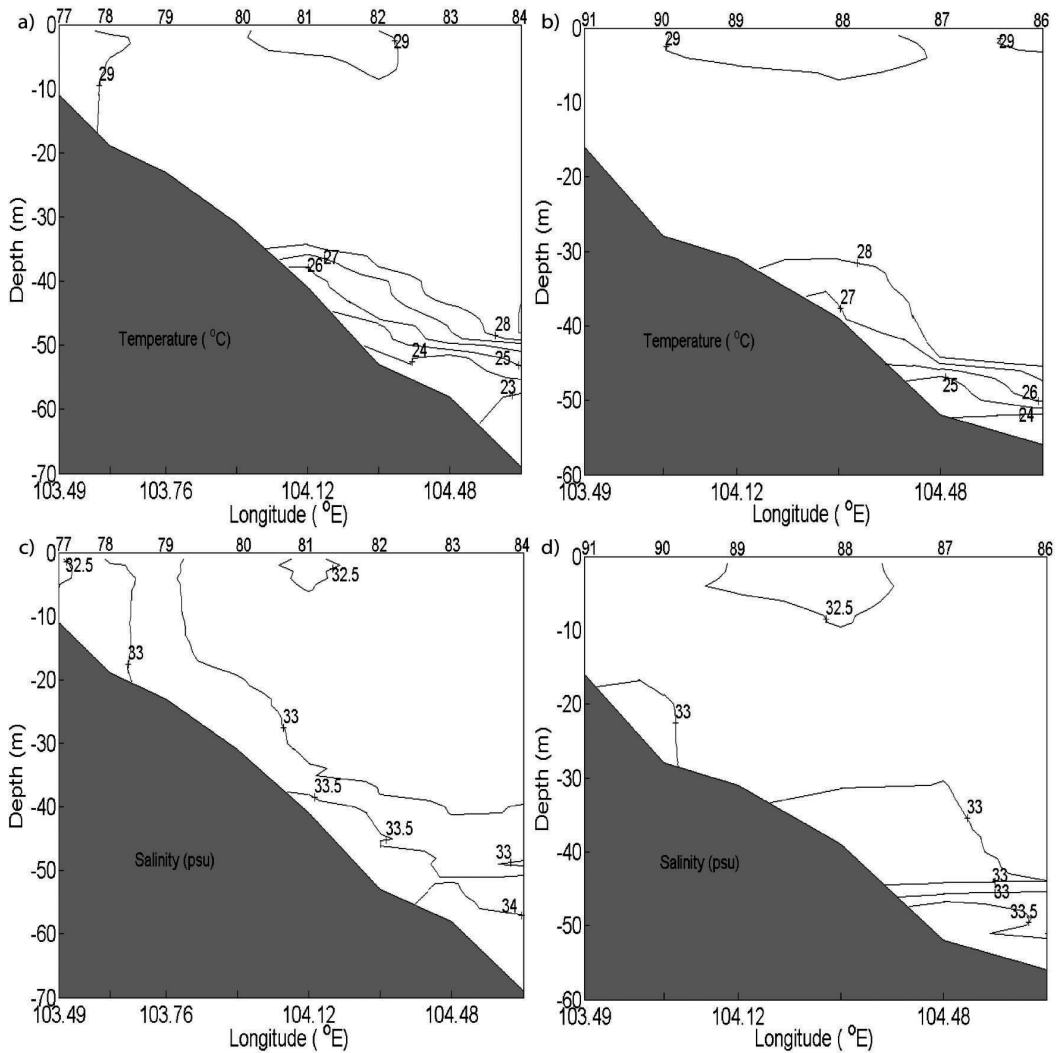 a) 77 78 79 80 81 82 83 84
0
-10
-20
-30
-40
-50
-60
-70
Depth (m)
29
29
27
26
28
25
24
23
Temperature ( °C)
103.49 103.76 104.12 104.48
Longitude ( °E)
b) 91 90 89 88 87 86
0
-10
-20
-30
-40
-50
-60
Depth (m)
29
29
28
27
26
25
24
Temperature ( °C)
103.49 104.12 104.48
Longitude ( °E)
c) 77 78 79 80 81 82 83 84
0
-10
-20
-30
-40
-50
-60
-70
Depth (m)
32.5
32.5
33
33
33.5
33.5
33
34
Salinity (psu)
103.49 103.76 104.12 104.48
Longitude ( °E)
d) 91 90 89 88 87 86
0
-10
-20
-30
-40
-50
-60
Depth (m)
32.5
33
33
33
33
33.5
Salinity (psu)
103.49 104.12 104.48
Longitude ( °E)